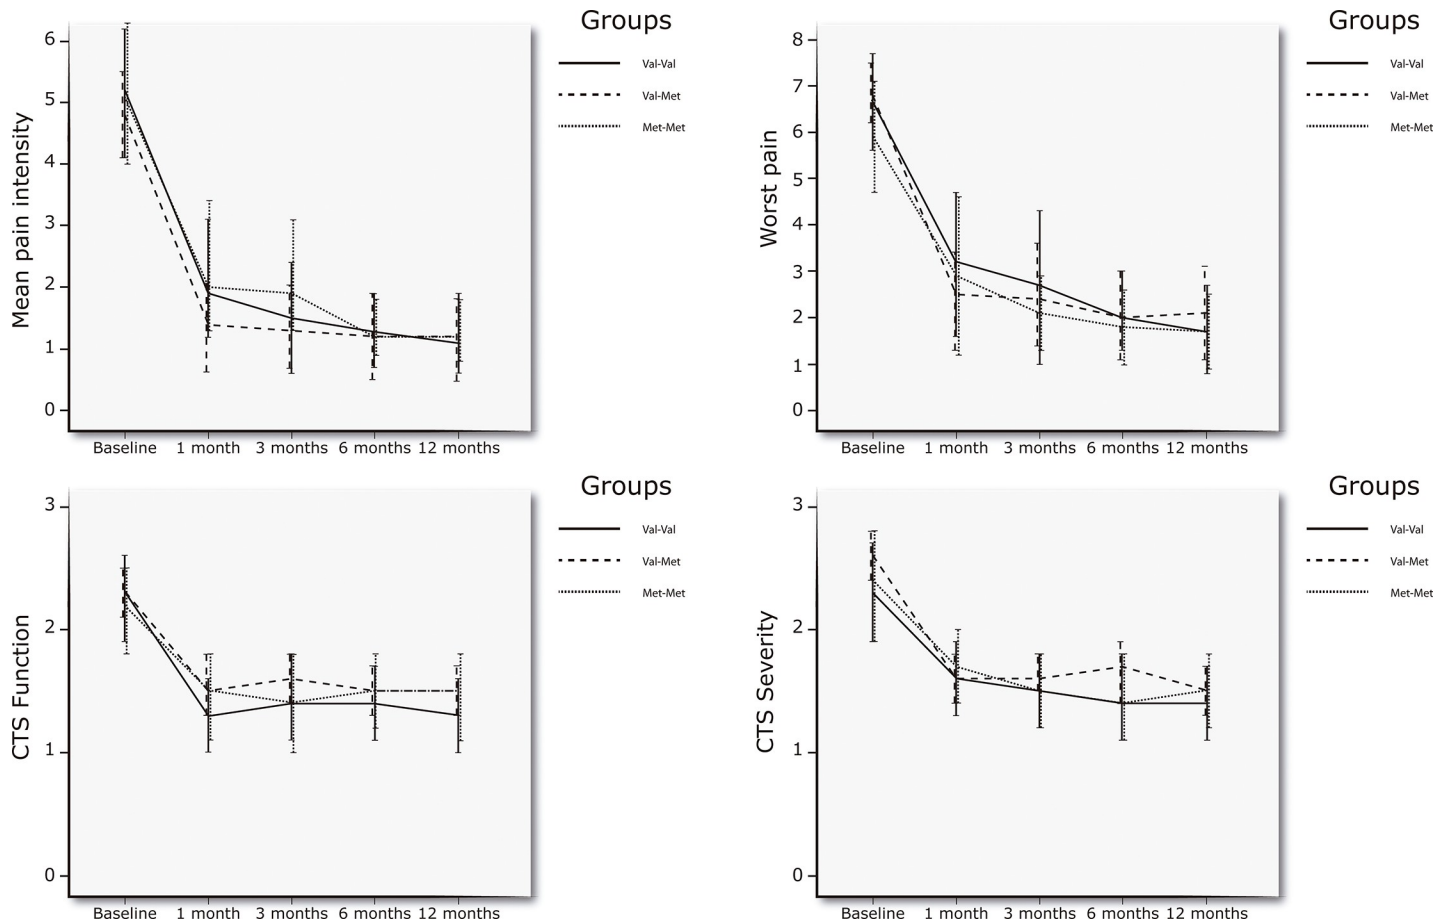 Mean pain intensity
6
5
4
3
2
1
0
Baseline 1 month 3 months 6 months 12 months
Groups
Val-Val
Val-Met
Met-Met
Worst pain
8
7
6
5
4
3
2
1
0
Baseline 1 month 3 months 6 months 12 months
Groups
Val-Val
Val-Met
Met-Met
CTS Function
3
2
1
0
Baseline 1 month 3 months 6 months 12 months
Groups
Val-Val
Val-Met
Met-Met
CTS Severity
3
2
1
0
Baseline 1 month 3 months 6 months 12 months
Groups
Val-Val
Val-Met
Met-Met